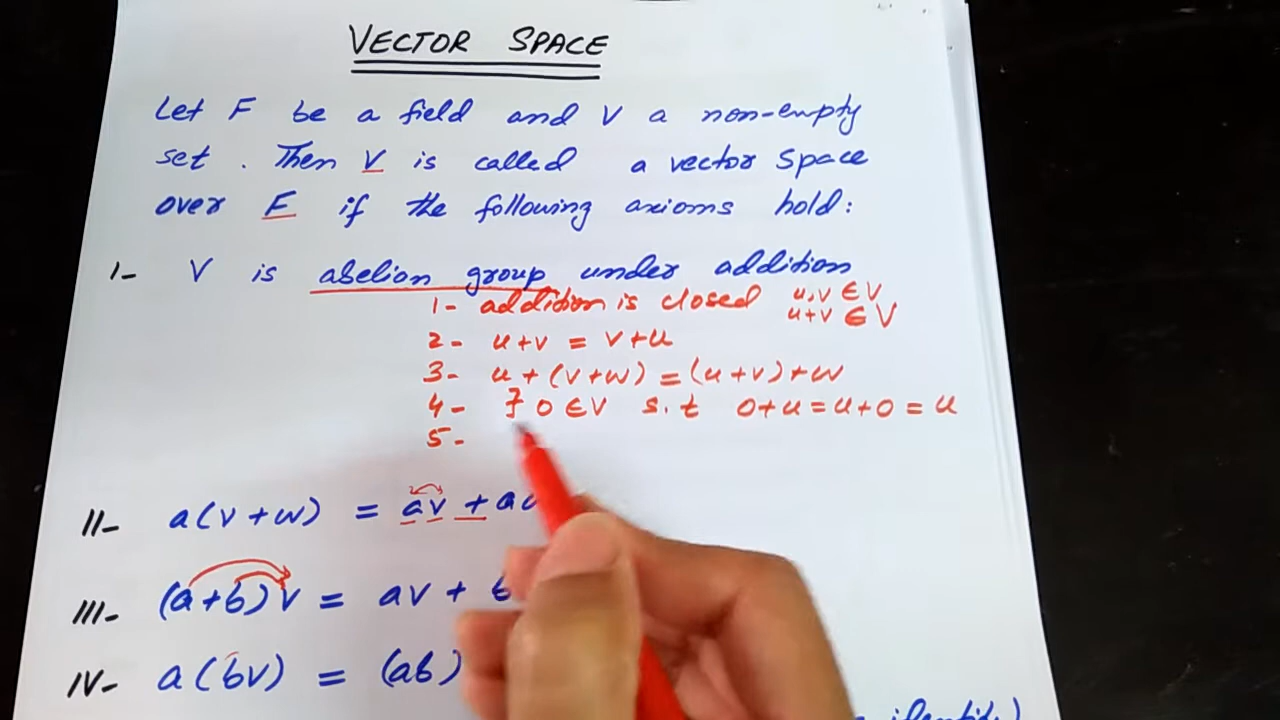 VECTOR SPACE
Let F be a field and V a non-empty
set. Then V is called a vector space
over F if the following axioms hold:
1- V is abelian group under addition
1- addition is closed u,v ∈ V
u+v ∈ V
2- u+v = v+u
3- u+(v+w) = (u+v)+w
4- ∃ 0 ∈ V s.t 0+u=u+0=u
5-
II- a(v+w) = av + a
III- (a+b)v = av +
IV- a(bv) = (ab)